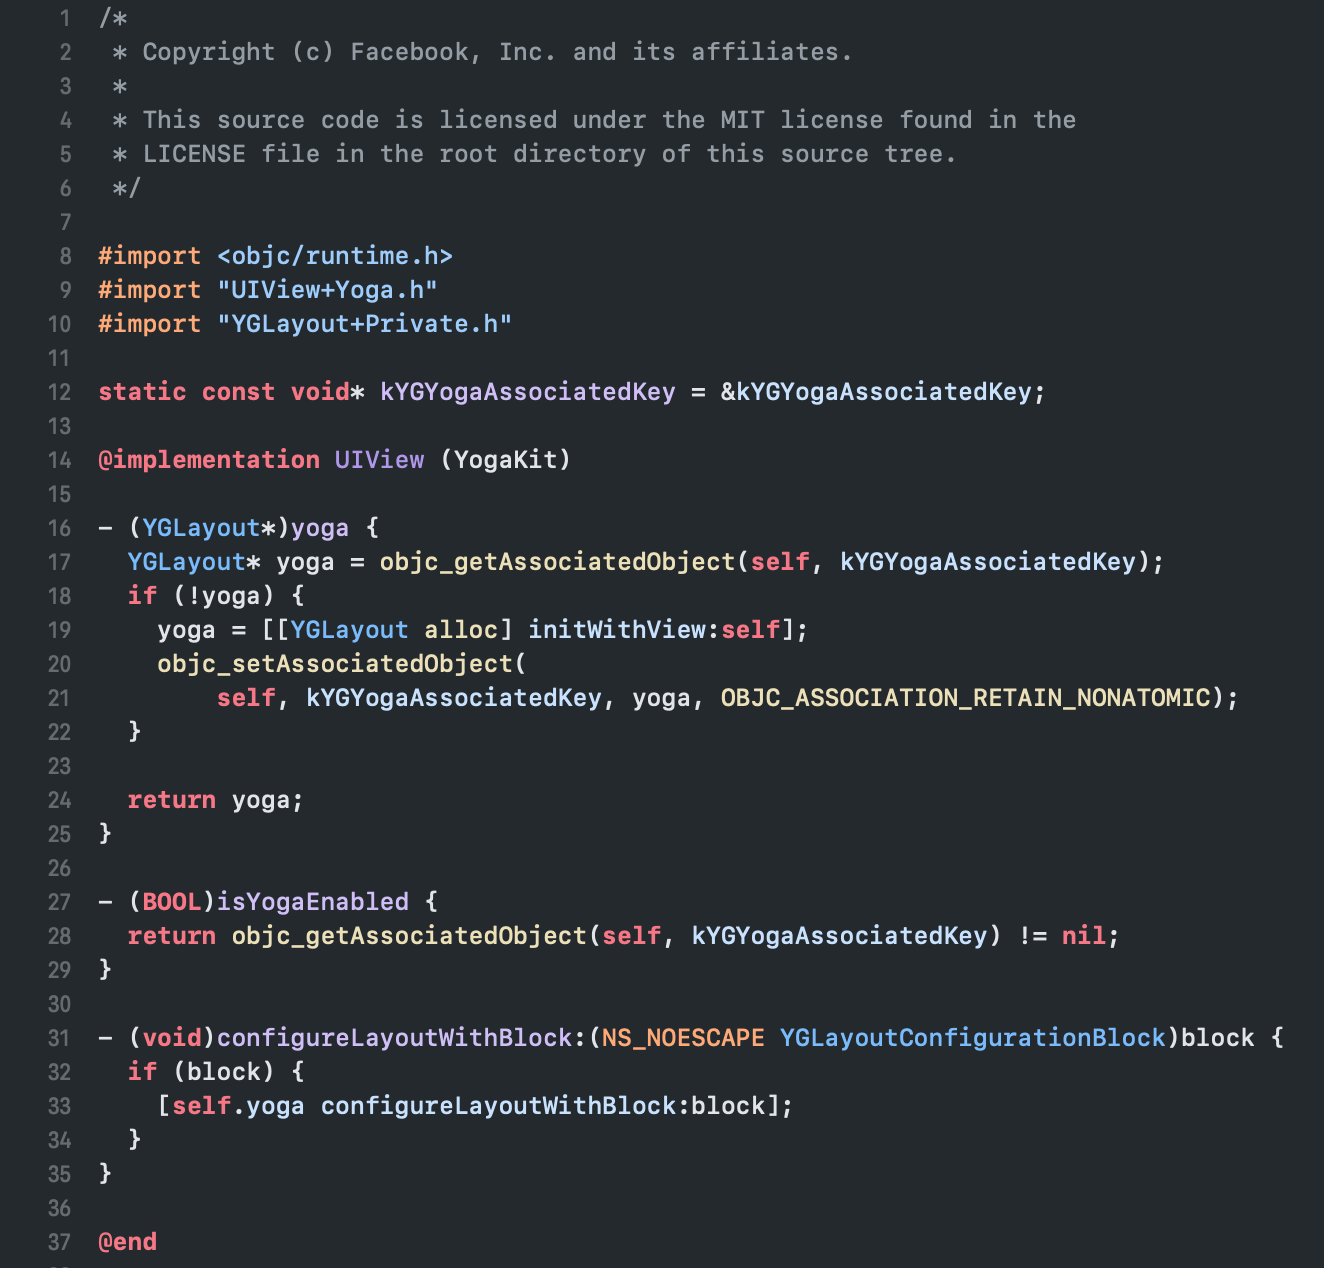 1 /*
2 * Copyright (c) Facebook, Inc. and its affiliates.
3 *
4 * This source code is licensed under the MIT license found in the
5 * LICENSE file in the root directory of this source tree.
6 */
7
8 #import <objc/runtime.h>
9 #import "UIView+Yoga.h"
10 #import "YGLayout+Private.h"
11
12 static const void* kYGYogaAssociatedKey = &kYGYogaAssociatedKey;
13
14 @implementation UIView (YogaKit)
15
16 - (YGLayout*)yoga {
17   YGLayout* yoga = objc_getAssociatedObject(self, kYGYogaAssociatedKey);
18   if (!yoga) {
19     yoga = [[YGLayout alloc] initWithView:self];
20     objc_setAssociatedObject(
21         self, kYGYogaAssociatedKey, yoga, OBJC_ASSOCIATION_RETAIN_NONATOMIC);
22   }
23
24   return yoga;
25 }
26
27 - (BOOL)isYogaEnabled {
28   return objc_getAssociatedObject(self, kYGYogaAssociatedKey) != nil;
29 }
30
31 - (void)configureLayoutWithBlock:(NS_NOESCAPE YGLayoutConfigurationBlock)block {
32   if (block) {
33     [self.yoga configureLayoutWithBlock:block];
34   }
35 }
36
37 @end